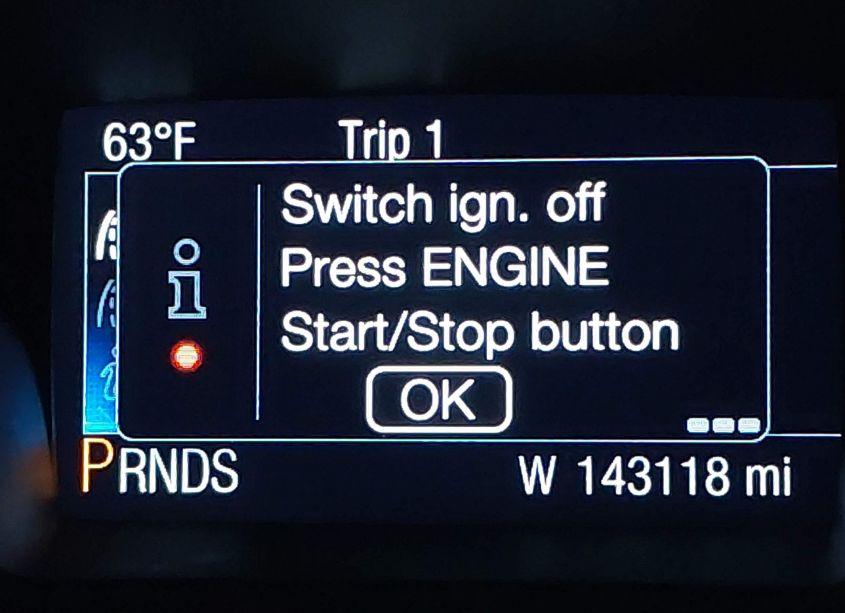 63°F Trip 1
Switch ign. off
Press ENGINE
Start/Stop button
OK
PRNDS W 143118 mi